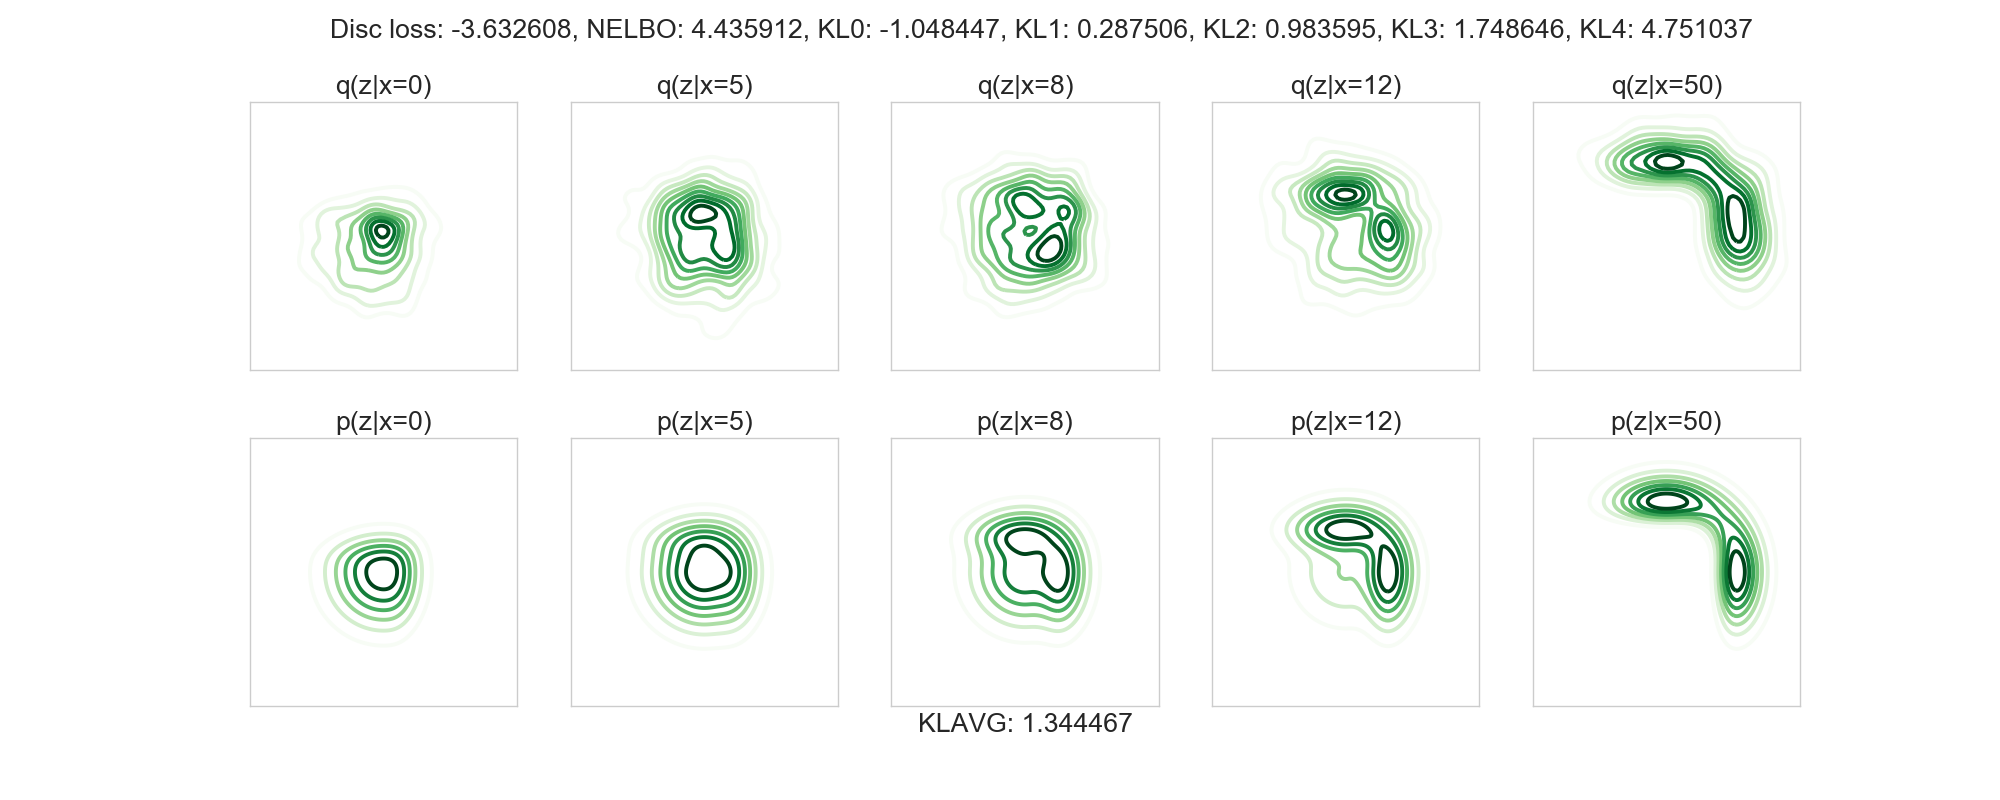 Disc loss: -3.632608, NELBO: 4.435912, KL0: -1.048447, KL1: 0.287506, KL2: 0.983595, KL3: 1.748646, KL4: 4.751037
q(z|x=0) q(z|x=5) q(z|x=8) q(z|x=12) q(z|x=50)
p(z|x=0) p(z|x=5) p(z|x=8) p(z|x=12) p(z|x=50)
KLAVG: 1.344467